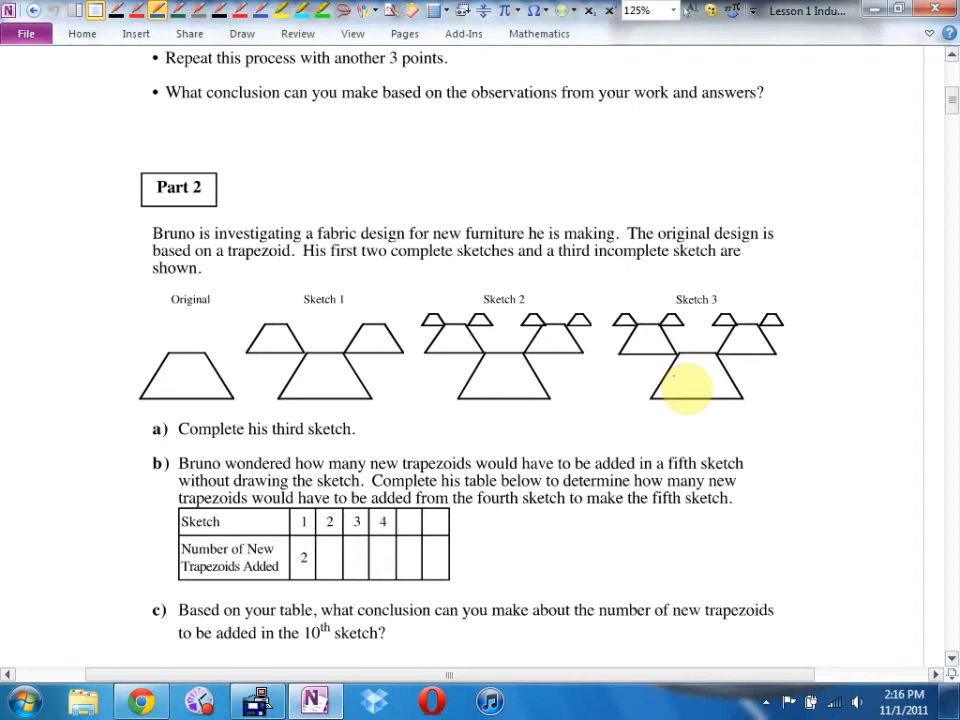 125%
Lesson 1 Indu...
File Home Insert Share Draw Review View Pages Add-Ins Mathematics
• Repeat this process with another 3 points.
• What conclusion can you make based on the observations from your work and answers?
Part 2
Bruno is investigating a fabric design for new furniture he is making. The original design is
based on a trapezoid. His first two complete sketches and a third incomplete sketch are
shown.
Original Sketch 1 Sketch 2 Sketch 3
a) Complete his third sketch.
b) Bruno wondered how many new trapezoids would have to be added in a fifth sketch
without drawing the sketch. Complete his table below to determine how many new
trapezoids would have to be added from the fourth sketch to make the fifth sketch.
Sketch 1 2 3 4
Number of New
Trapezoids Added 2
c) Based on your table, what conclusion can you make about the number of new trapezoids
to be added in the 10th sketch?
2:16 PM
11/1/2011